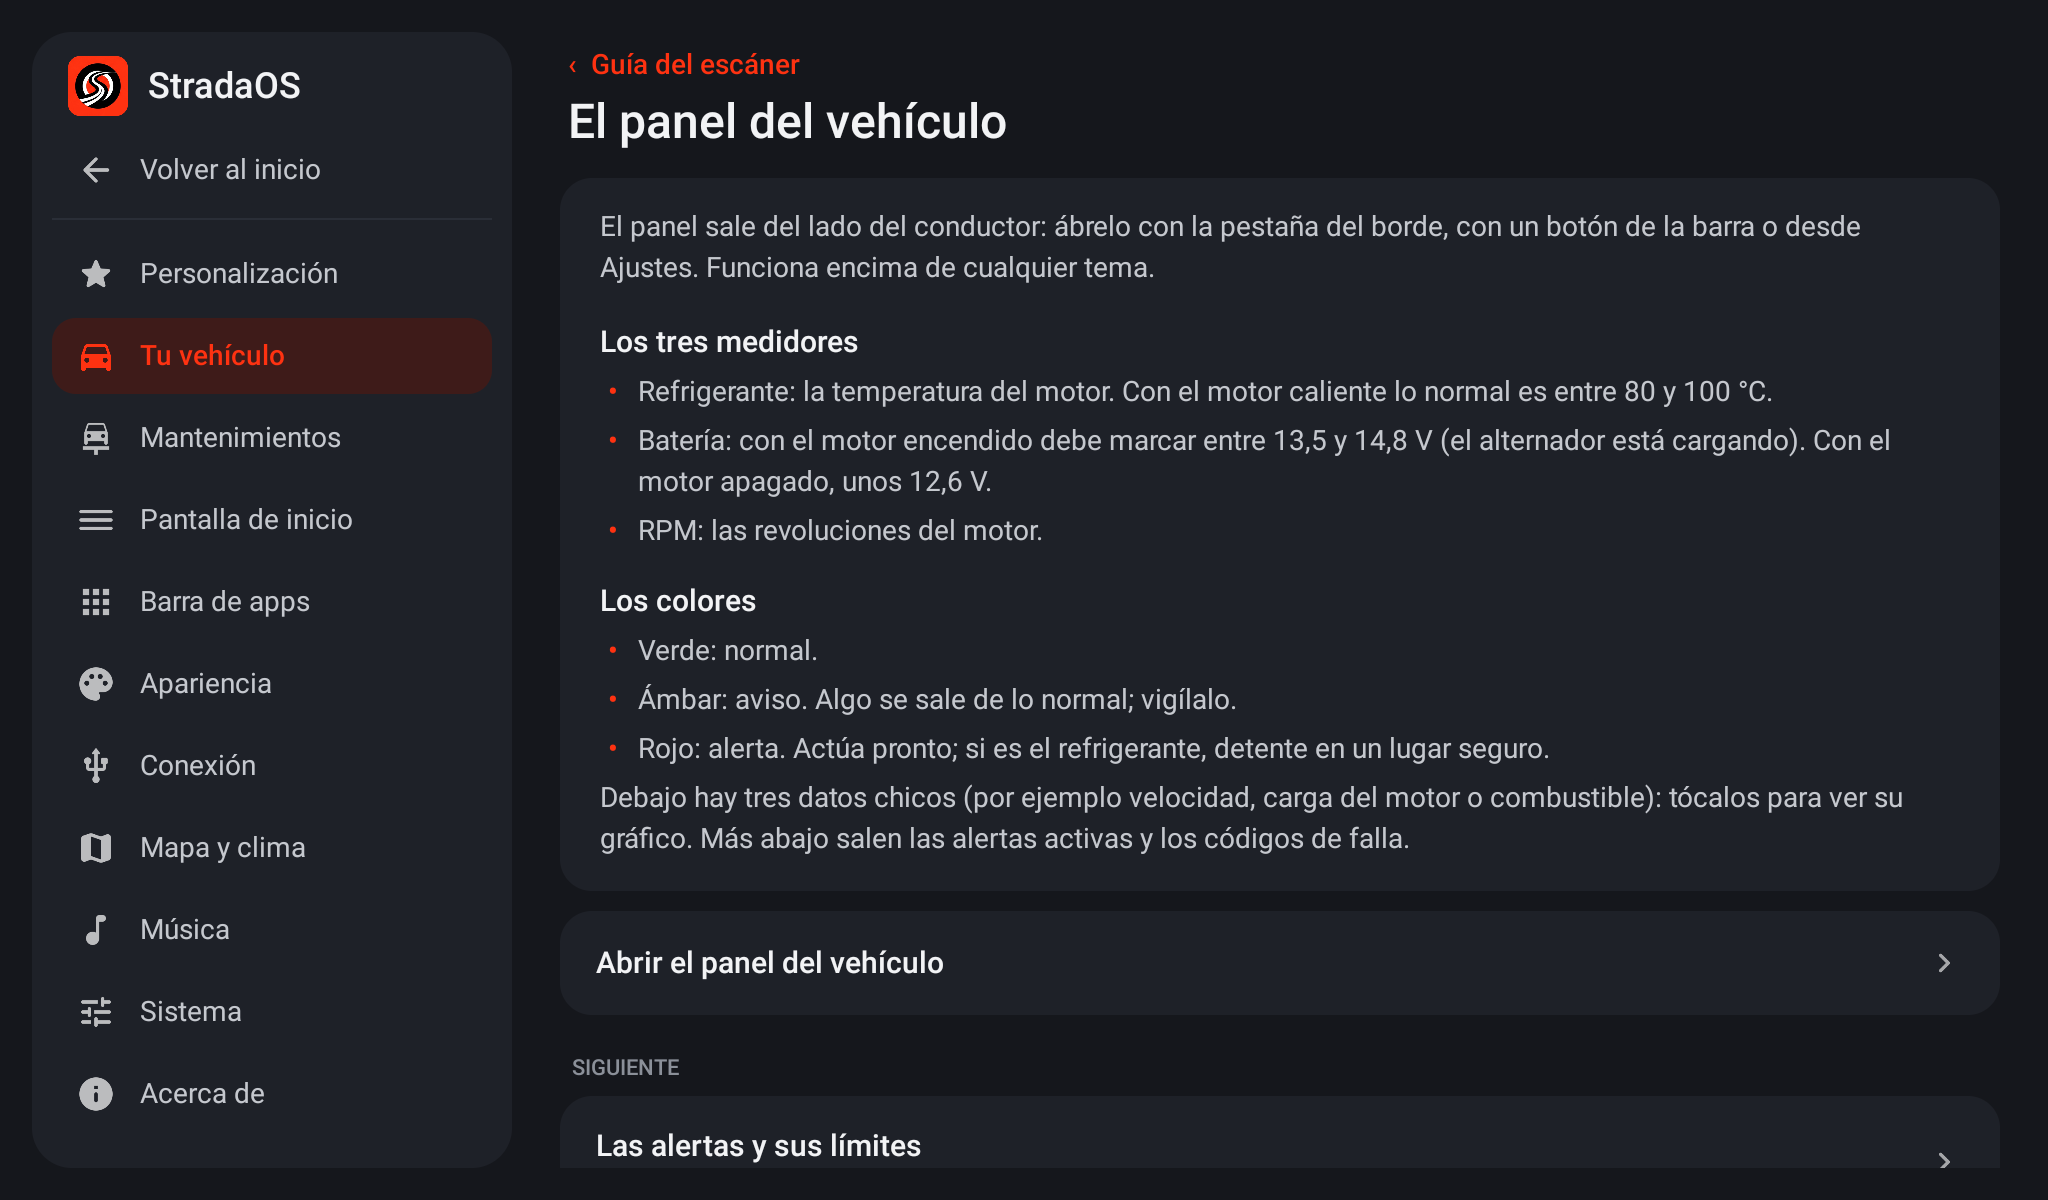 StradaOS
Volver al inicio
Personalización
Tu vehículo
Mantenimientos
Pantalla de inicio
Barra de apps
Apariencia
Conexión
Mapa y clima
Música
Sistema
Acerca de
‹ Guía del escáner
El panel del vehículo
El panel sale del lado del conductor: ábrelo con la pestaña del borde, con un botón de la barra o desde
Ajustes. Funciona encima de cualquier tema.
Los tres medidores
• Refrigerante: la temperatura del motor. Con el motor caliente lo normal es entre 80 y 100 °C.
• Batería: con el motor encendido debe marcar entre 13,5 y 14,8 V (el alternador está cargando). Con el
motor apagado, unos 12,6 V.
• RPM: las revoluciones del motor.
Los colores
• Verde: normal.
• Ámbar: aviso. Algo se sale de lo normal; vigílalo.
• Rojo: alerta. Actúa pronto; si es el refrigerante, detente en un lugar seguro.
Debajo hay tres datos chicos (por ejemplo velocidad, carga del motor o combustible): tócalos para ver su
gráfico. Más abajo salen las alertas activas y los códigos de falla.
Abrir el panel del vehículo
SIGUIENTE
Las alertas y sus límites